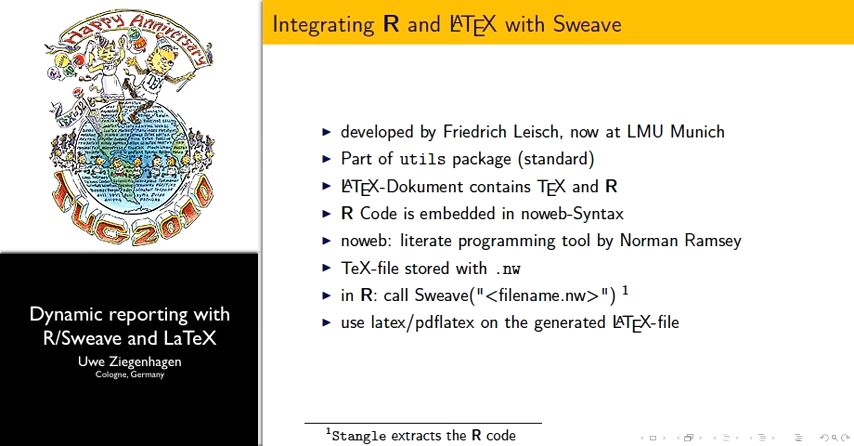 Happy Anniversary
TUG 2010
Dynamic reporting with
R/Sweave and LaTeX
Uwe Ziegenhagen
Cologne, Germany
Integrating R and LATEX with Sweave
developed by Friedrich Leisch, now at LMU Munich
Part of utils package (standard)
LATEX-Dokument contains TEX and R
R Code is embedded in noweb-Syntax
noweb: literate programming tool by Norman Ramsey
TeX-file stored with .nw
in R: call Sweave("<filename.nw>") 1
use latex/pdflatex on the generated LATEX-file
1Stangle extracts the R code